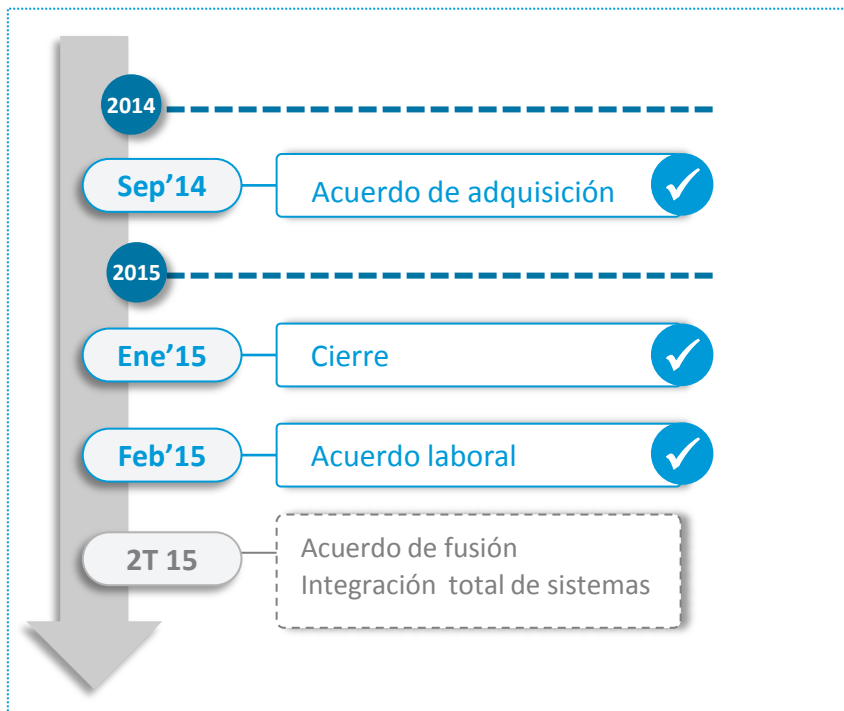 2014
Sep’14
Acuerdo de adquisición
2015
Ene’15
Cierre
Feb’15
Acuerdo laboral
2T 15
Acuerdo de fusión
Integración total de sistemas